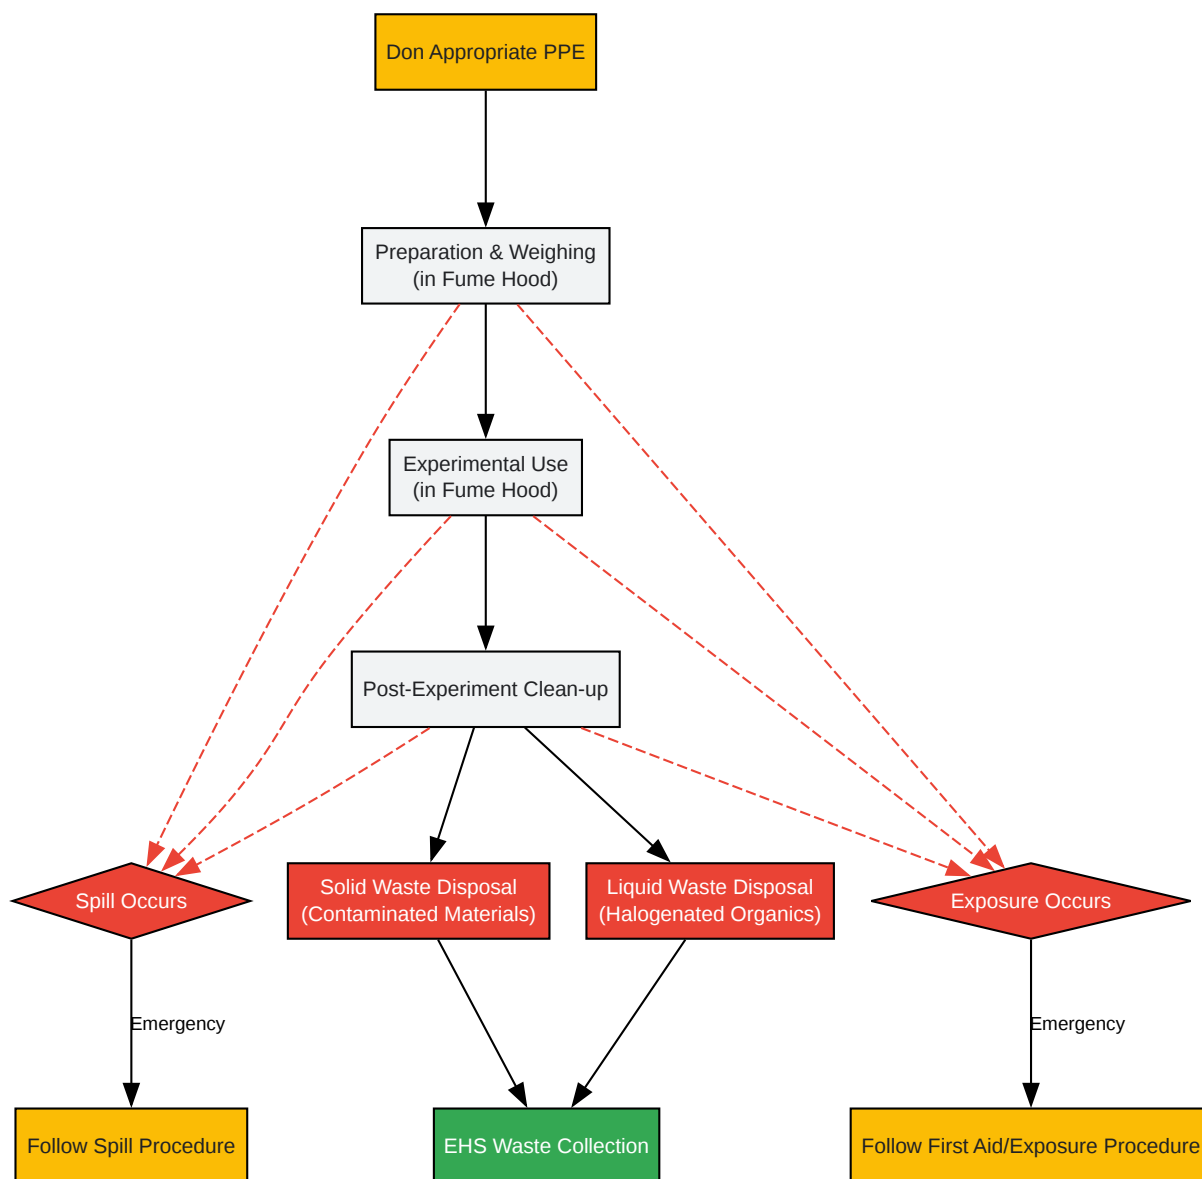 Don Appropriate PPE
Preparation & Weighing
(in Fume Hood)
Experimental Use
(in Fume Hood)
Post-Experiment Clean-up
Spill Occurs
Solid Waste Disposal
(Contaminated Materials)
Liquid Waste Disposal
(Halogenated Organics)
Exposure Occurs
Emergency
Emergency
Follow Spill Procedure
EHS Waste Collection
Follow First Aid/Exposure Procedure